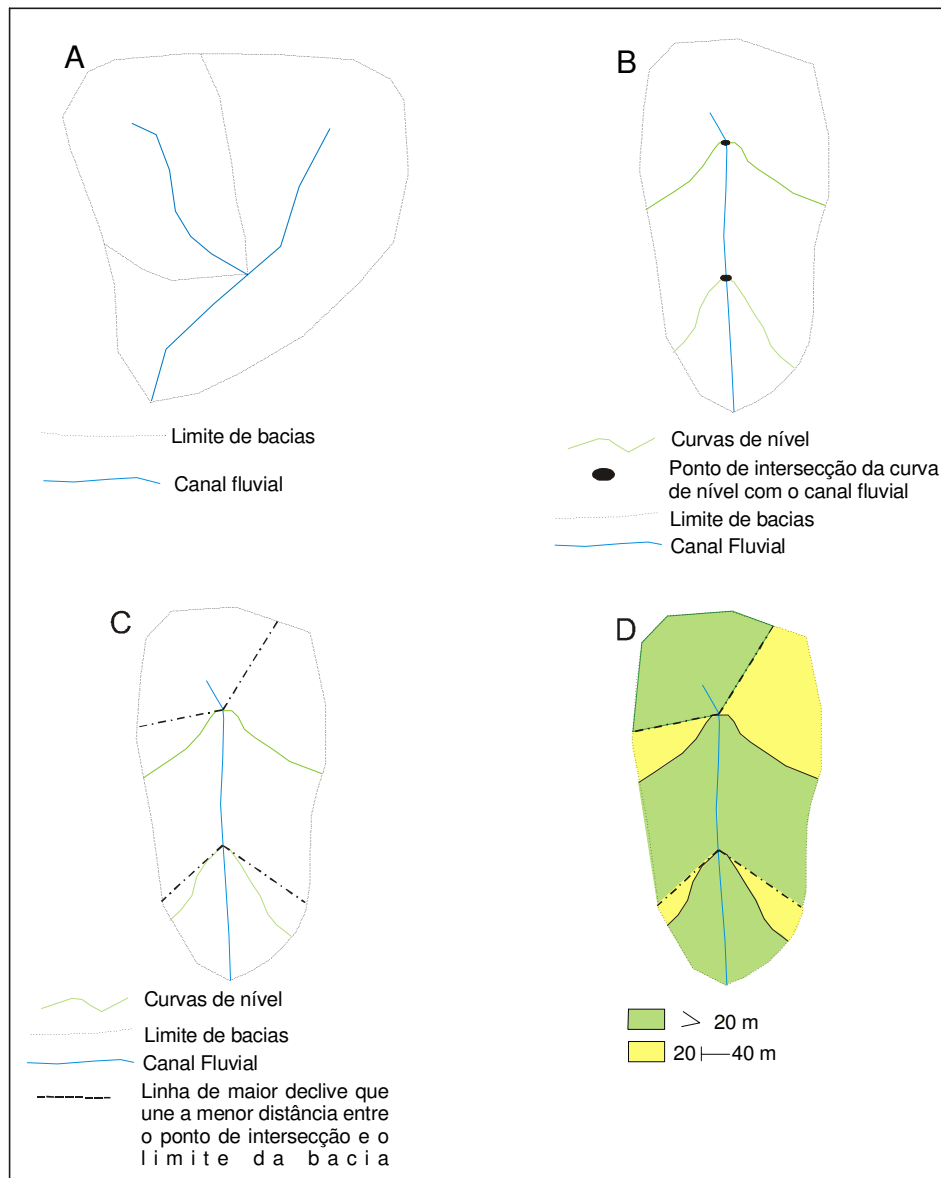 A
B
Limite de bacias
Canal fluvial
Curvas de nível
Ponto de intersecção da curva
de nível com o canal fluvial
Limite de bacias
Canal Fluvial
C
D
Curvas de nível
Limite de bacias
Canal Fluvial
Linha de maior declive que
une a menor distância entre
o ponto de intersecção e o
limite da bacia
> 20 m
20 ⊢ 40 m